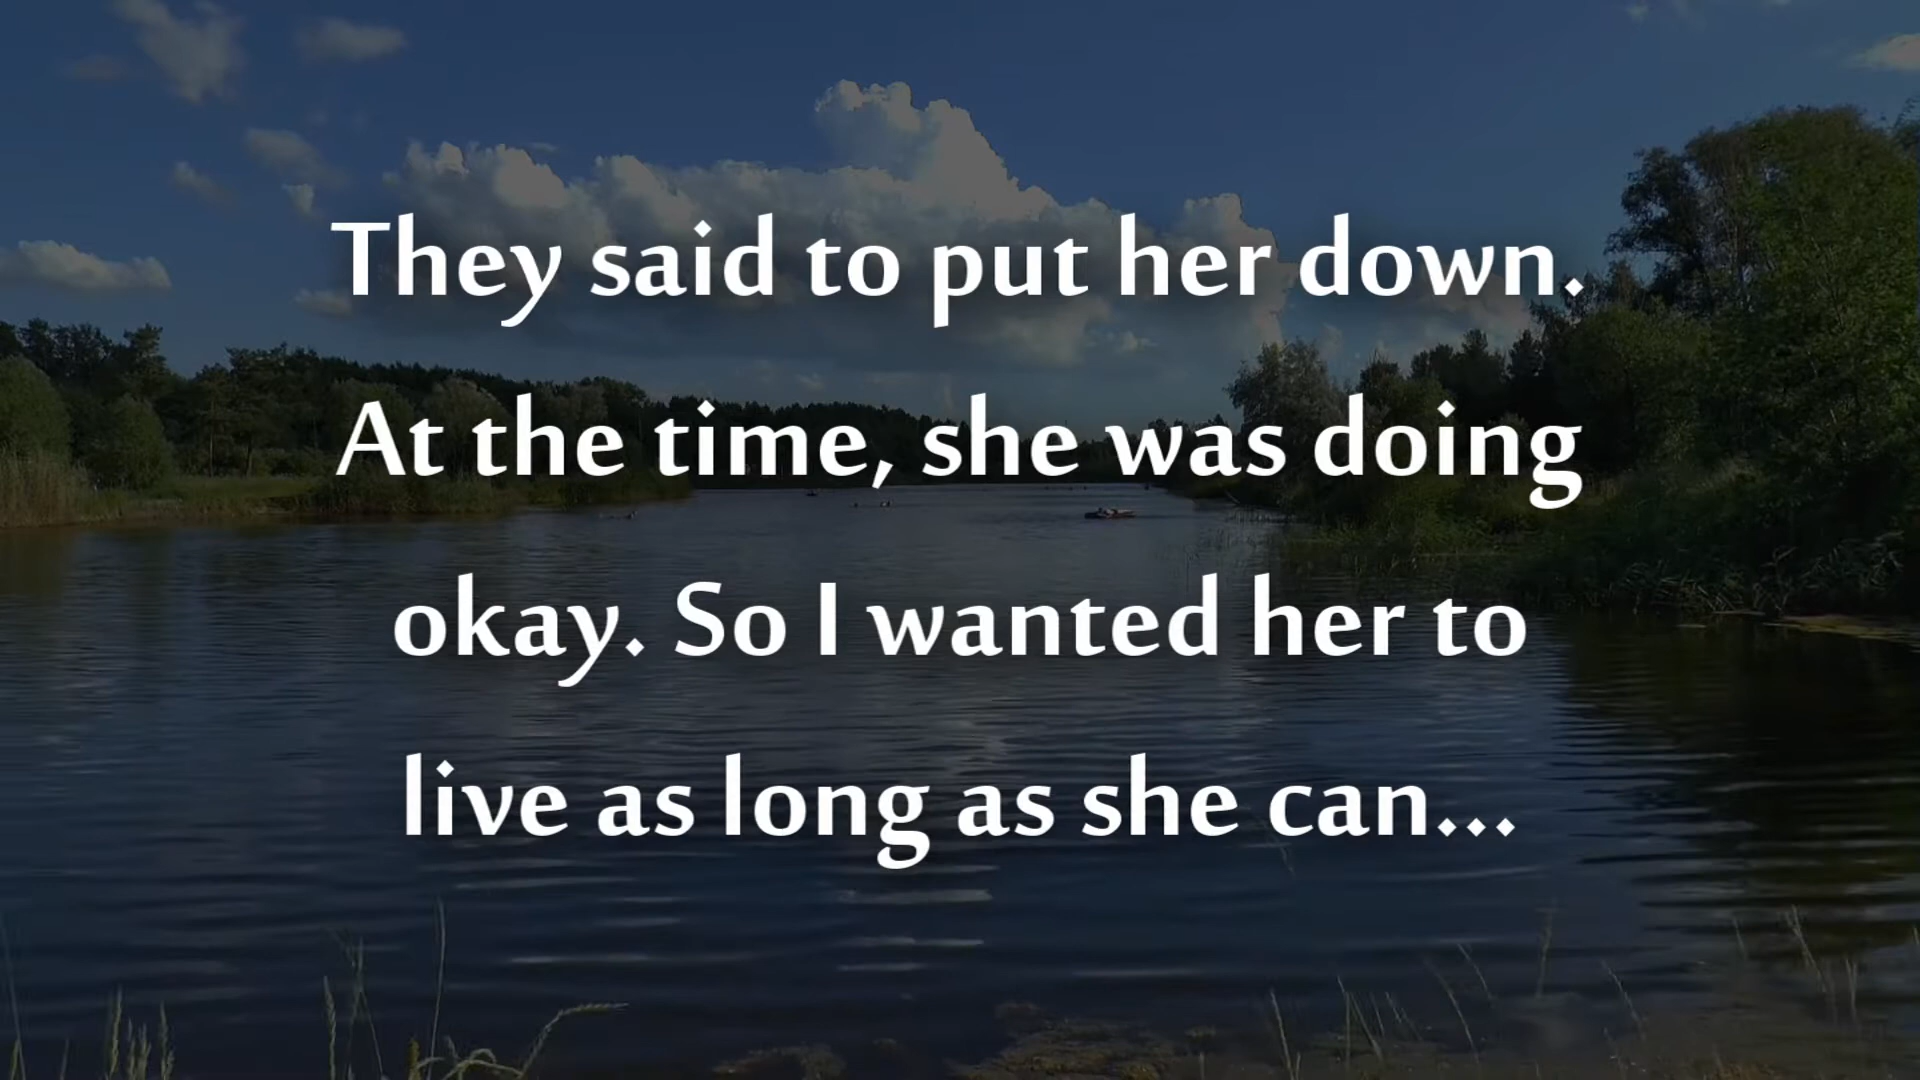 They said to put her down.
At the time, she was doing
okay. So I wanted her to
live as long as she can...